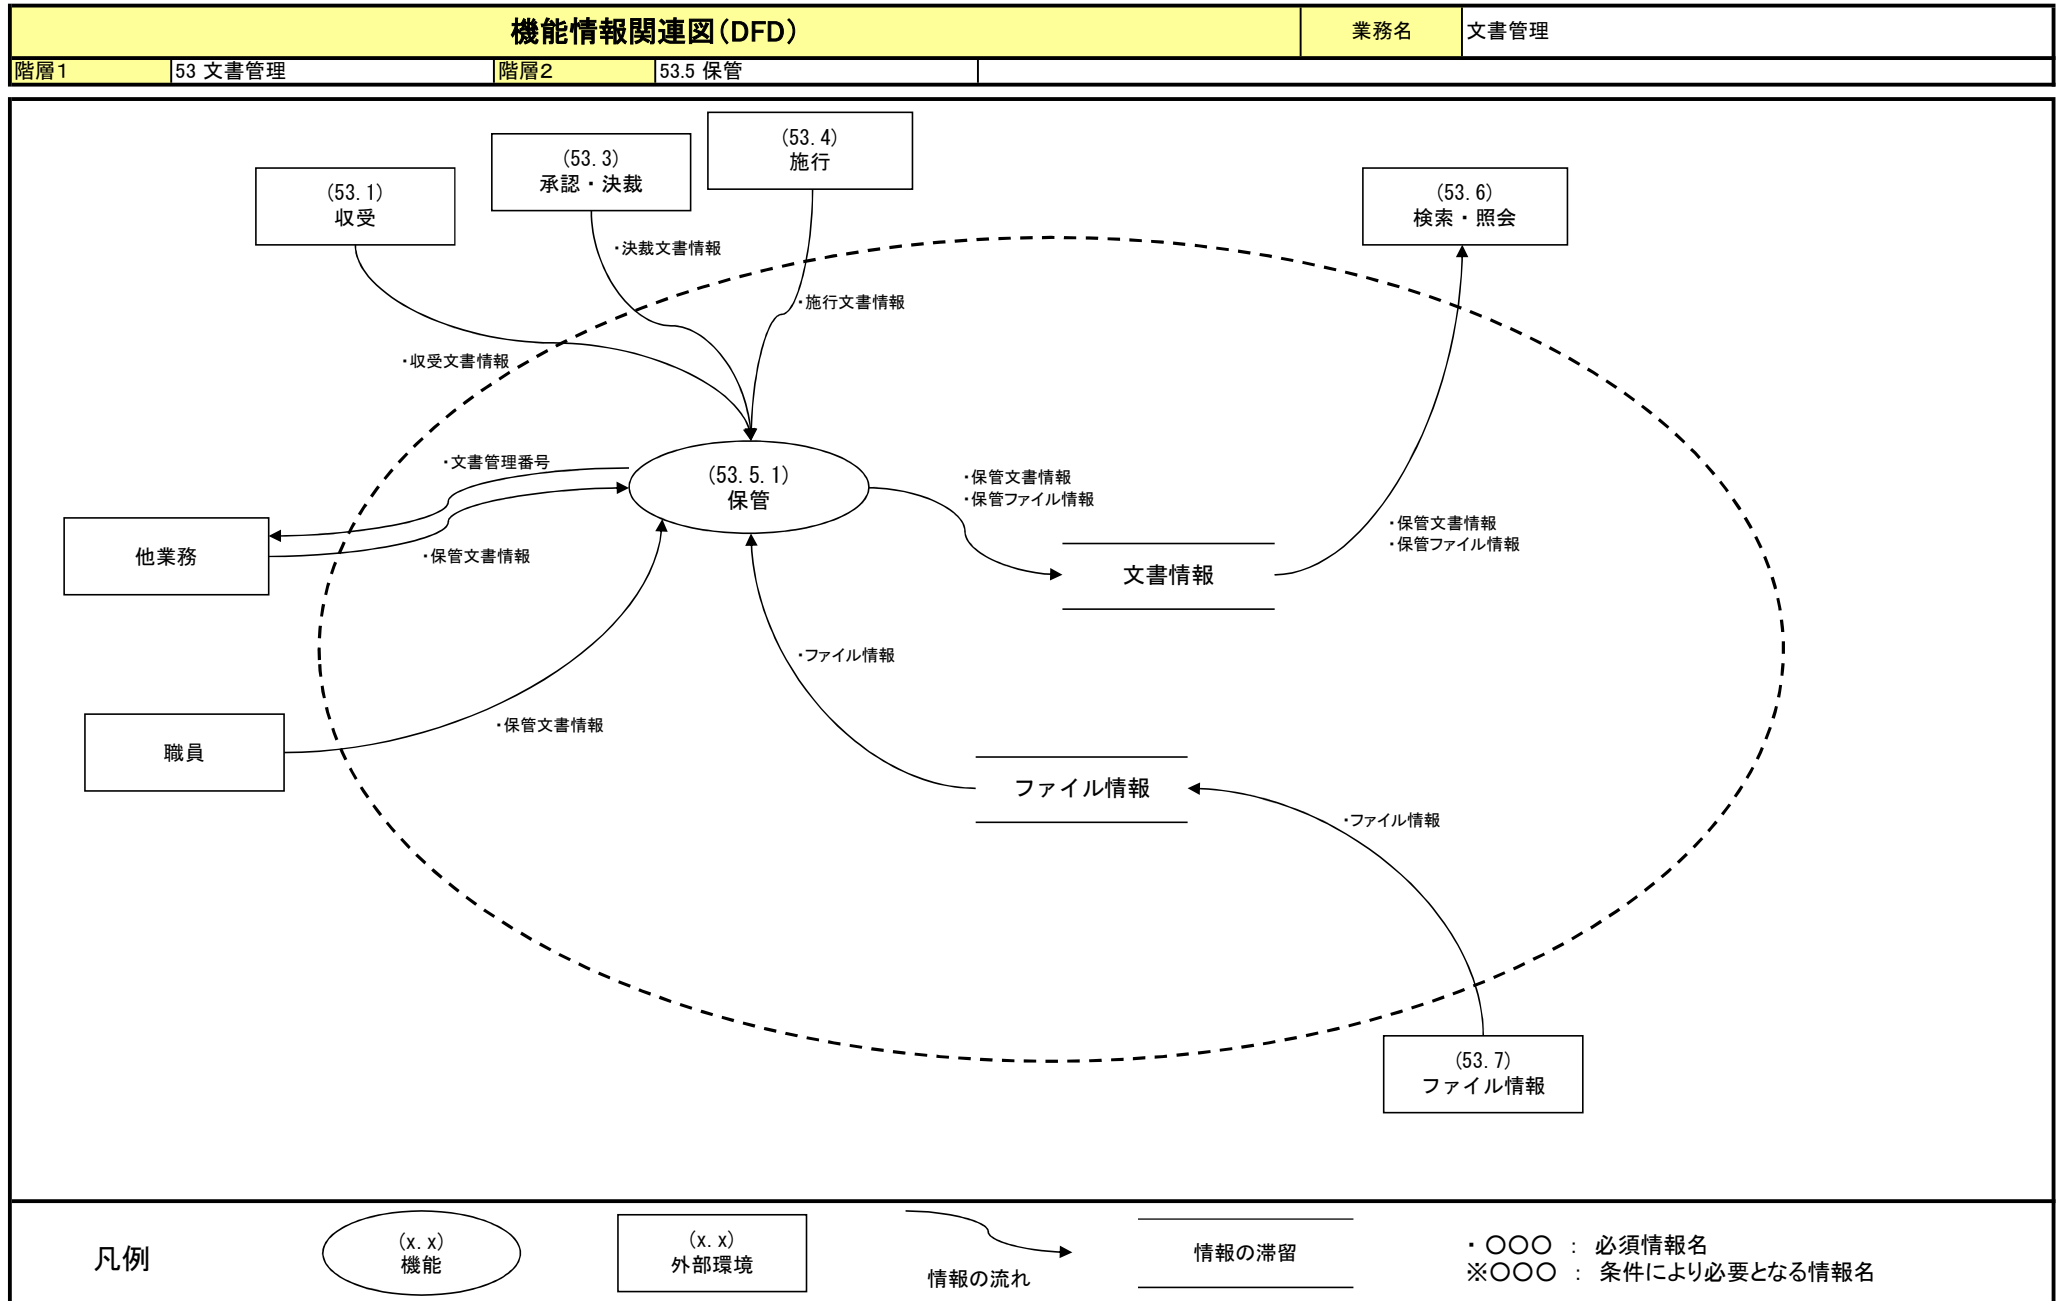 機能情報関連図(DFD)
業務名
文書管理
階層1
53 文書管理
階層2
53.5 保管
(53.4)
施行
(53.3)
承認・決裁
(53.1)
収受
(53.6)
検索・照会
・決裁文書情報
・施行文書情報
・収受文書情報
・文書管理番号
(53.5.1)
保管
・保管文書情報
・保管ファイル情報
・保管文書情報
・保管ファイル情報
他業務
・保管文書情報
文書情報
・ファイル情報
・保管文書情報
職員
ファイル情報
・ファイル情報
(53.7)
ファイル情報
凡例
(x.x)
機能
(x.x)
外部環境
情報の流れ
情報の滞留
・ 〇〇〇 : 必須情報名
※〇〇〇 : 条件により必要となる情報名